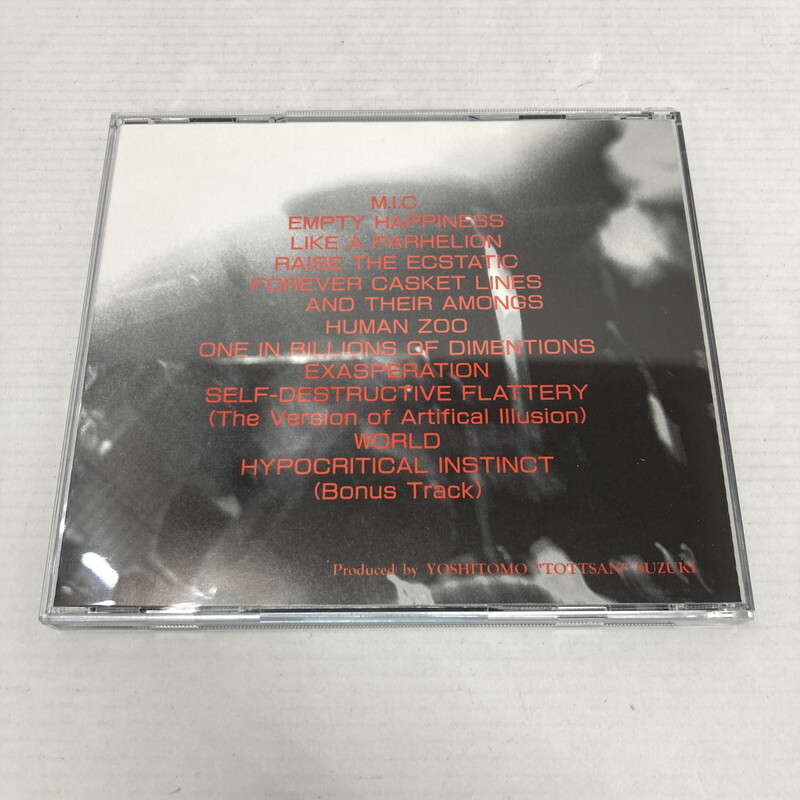 M.I.C.
EMPTY HAPPINESS
LIKE A PARHELION
RAISE THE ECSTATIC
FOREVER CASKET LINES
AND THEIR AMONGS
HUMAN ZOO
ONE IN BILLIONS OF DIMENTIONS
EXASPERATION
SELF-DESTRUCTIVE FLATTERY
(The Version of Artifical Illusion)
WORLD
HYPOCRITICAL INSTINCT
(Bonus Track)
Produced by YOSHITOMO "TOTTSAN" SUZUKI